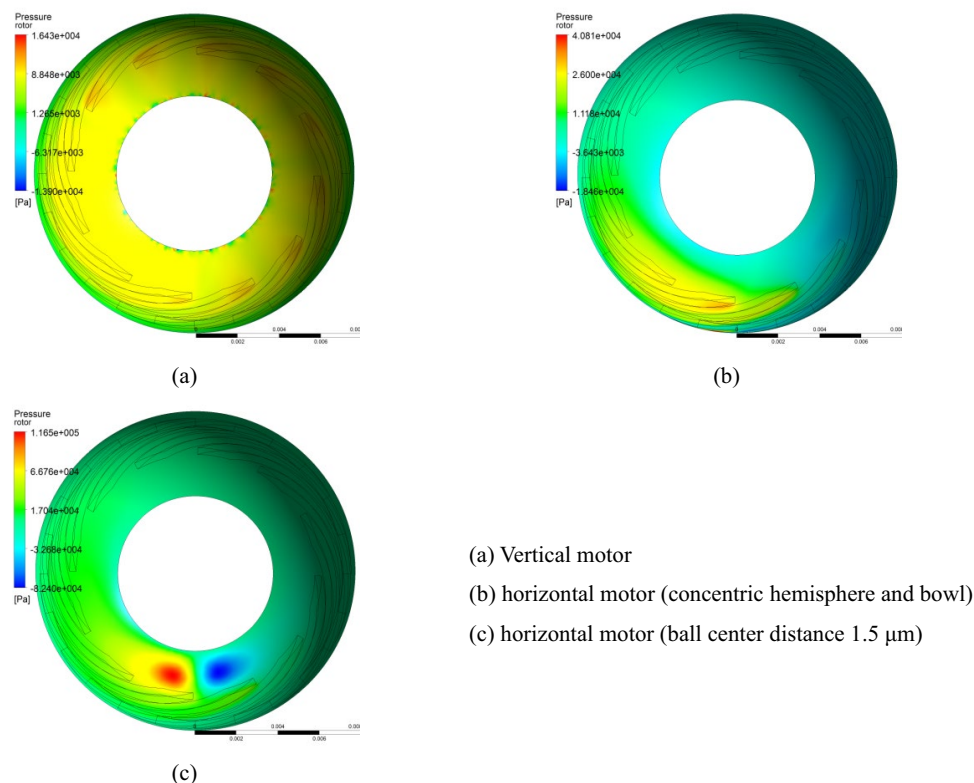 Pressure
rotor
1.643e+004
8.848e+003
1.265e+003
-6.317e+003
-1.390e+004
[Pa]
0.004
0.002
0.006
(a)
Pressure
rotor
4.081e+004
2.600e+004
1.118e+004
-3.643e+003
-1.846e+004
[Pa]
0.004
0.002
0.006
(b)
Pressure
rotor
1.165e+005
6.676e+004
1.704e+004
-3.268e+004
-8.240e+004
[Pa]
0.004
0.002
0.006
(c)
(a) Vertical motor
(b) horizontal motor (concentric hemisphere and bowl)
(c) horizontal motor (ball center distance 1.5 μm)